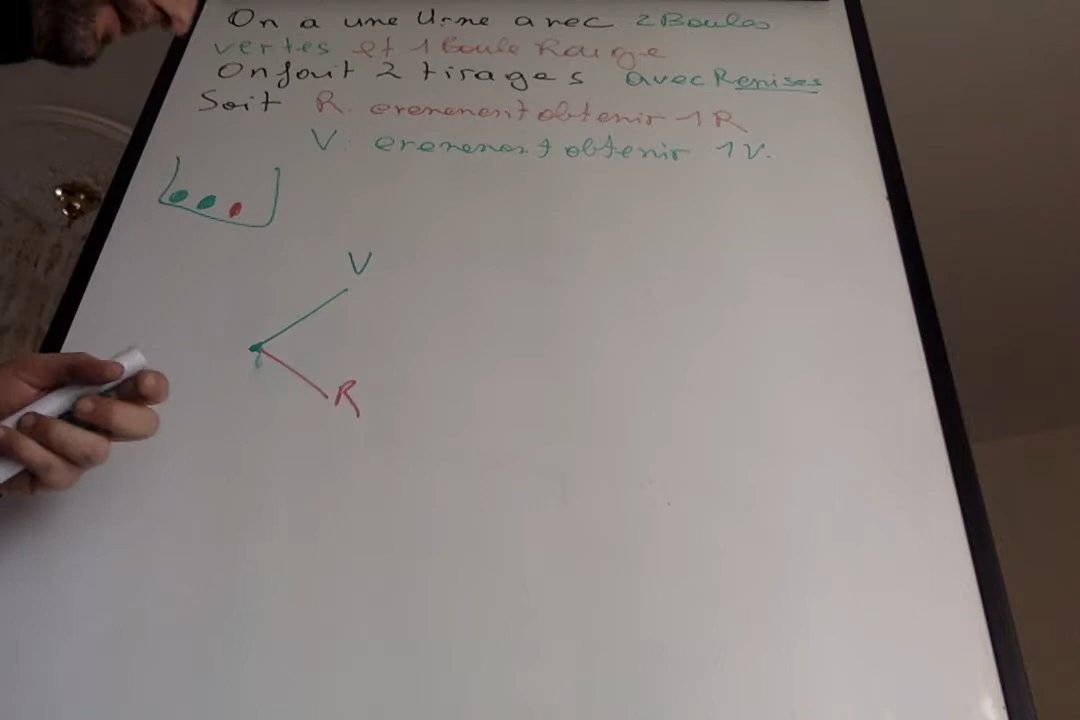 On a une Urne avec 2 Boules
vertes et 1 boule Rouge
On fait 2 tirages avec Remises
Soit R. evenement obtenir 1 R
V. evenement obtenir 1 V.
V
R